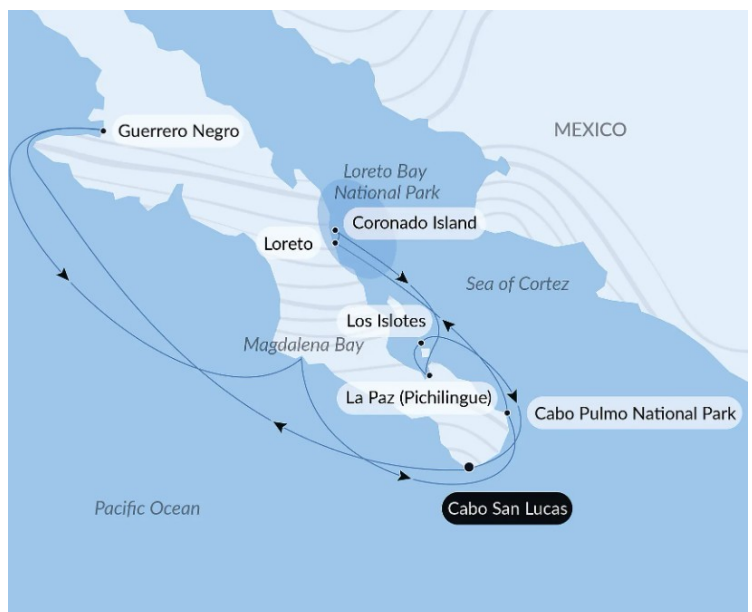 Guerrero Negro
MEXICO
Loreto Bay
National Park
Coronado Island
Loreto
Sea of Cortez
Los Islotes
Magdalena Bay
La Paz (Pichilingue)
Cabo Pulmo National Park
Pacific Ocean
Cabo San Lucas